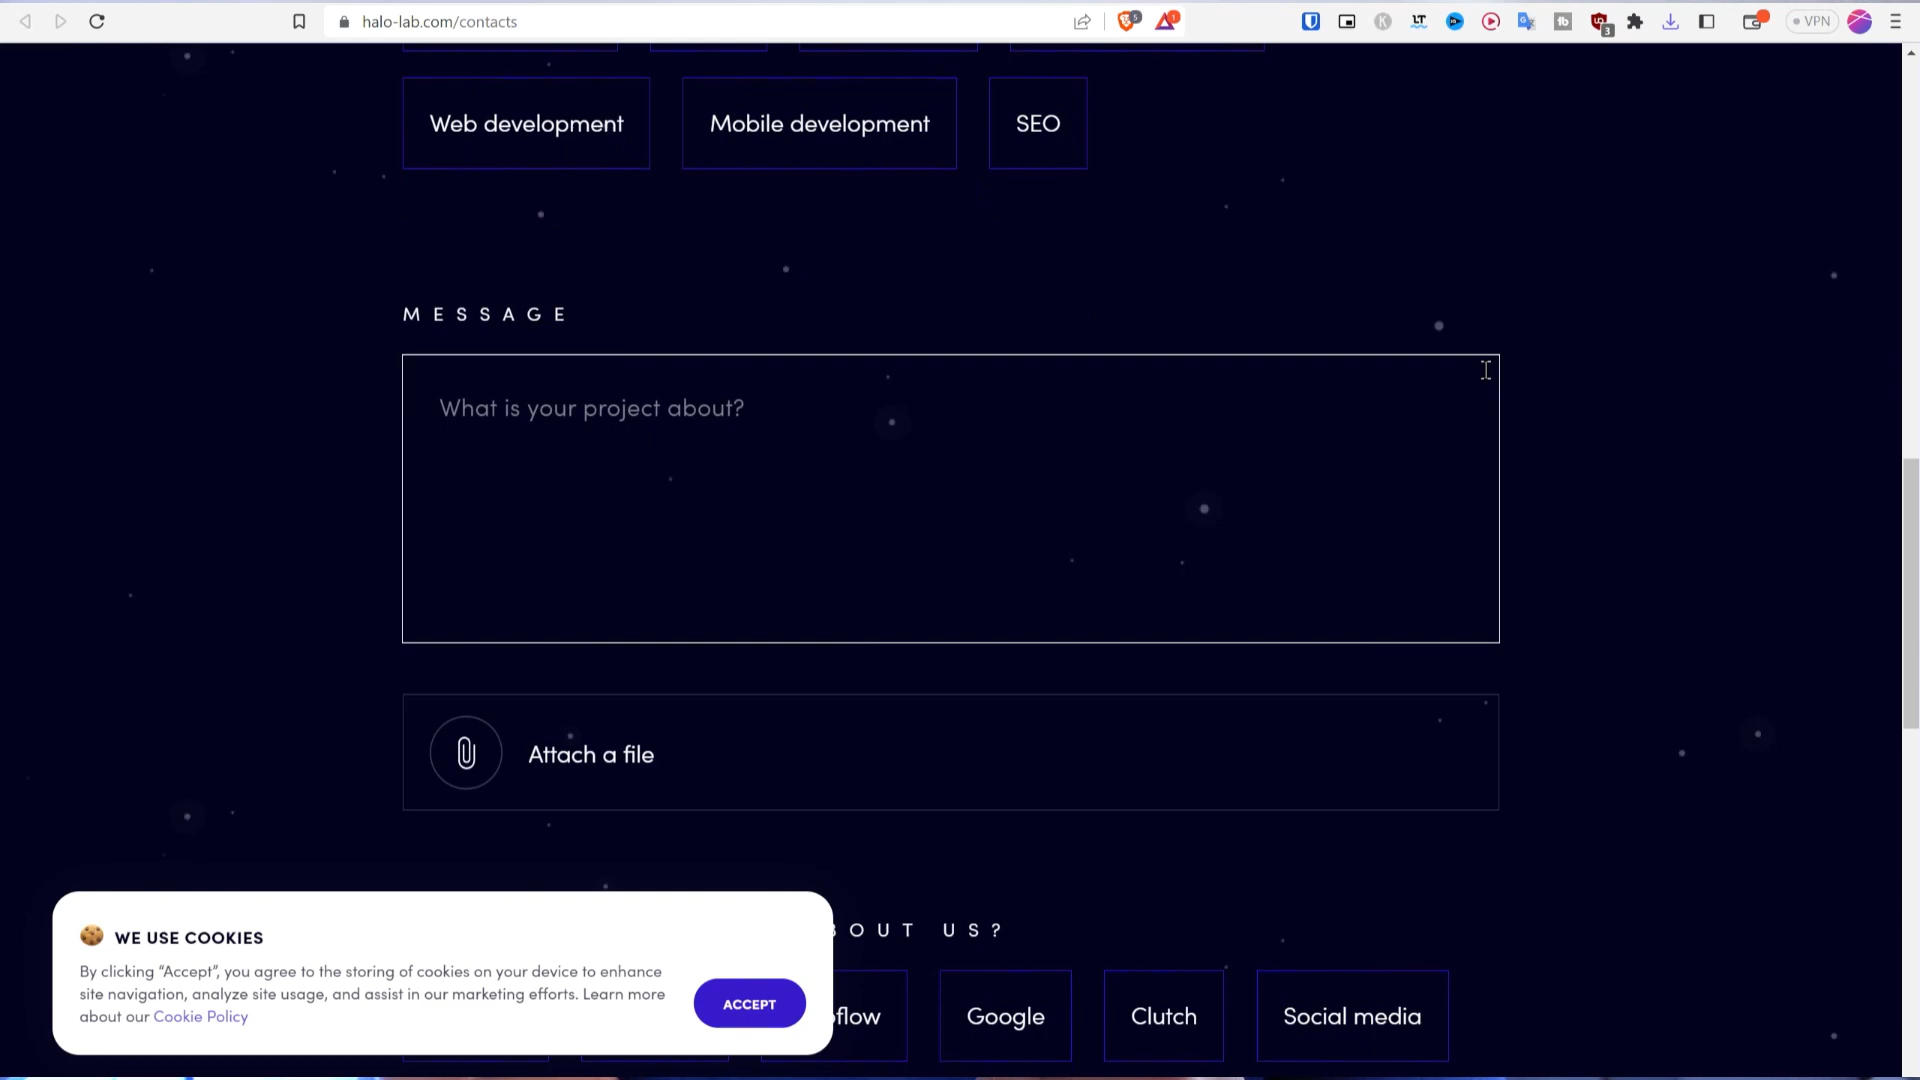 halo-lab.com/contacts
VPN
Web development
Mobile development
SEO
MESSAGE
What is your project about?
Attach a file
BOUT US?
flow
Google
Clutch
Social media
🍪 WE USE COOKIES
By clicking “Accept”, you agree to the storing of cookies on your device to enhance
site navigation, analyze site usage, and assist in our marketing efforts. Learn more
about our Cookie Policy
ACCEPT